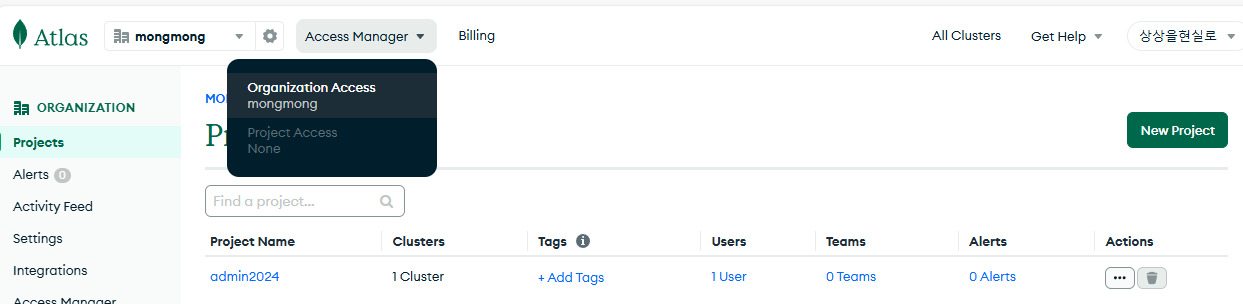 Atlas
mongmong
Access Manager
Billing
All Clusters
Get Help
상상을현실로
Organization Access
mongmong
Project Access
None
ORGANIZATION
Projects
Alerts 0
Activity Feed
Settings
Integrations
Access Manager
New Project
Find a project...
Project Name Clusters Tags Users Teams Alerts Actions
admin2024 1 Cluster + Add Tags 1 User 0 Teams 0 Alerts ...